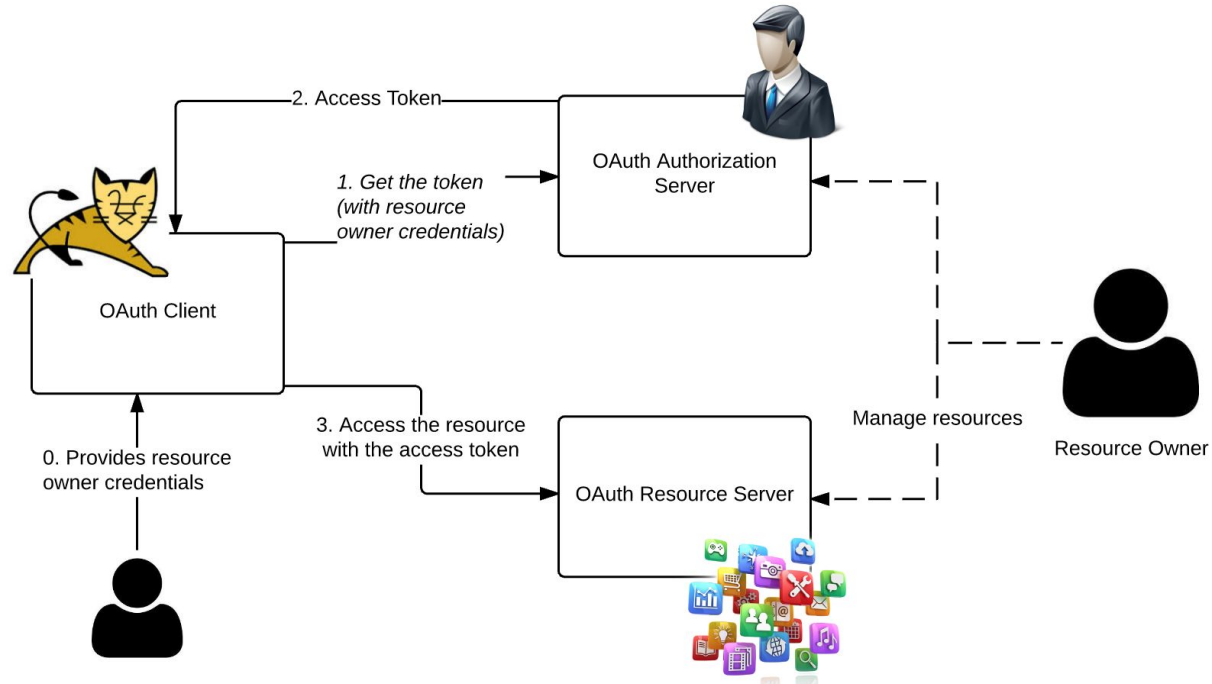 2. Access Token
OAuth Authorization
Server
1. Get the token
(with resource
owner credentials)
OAuth Client
3. Access the resource
with the access token
Manage resources
Resource Owner
0. Provides resource
owner credentials
OAuth Resource Server